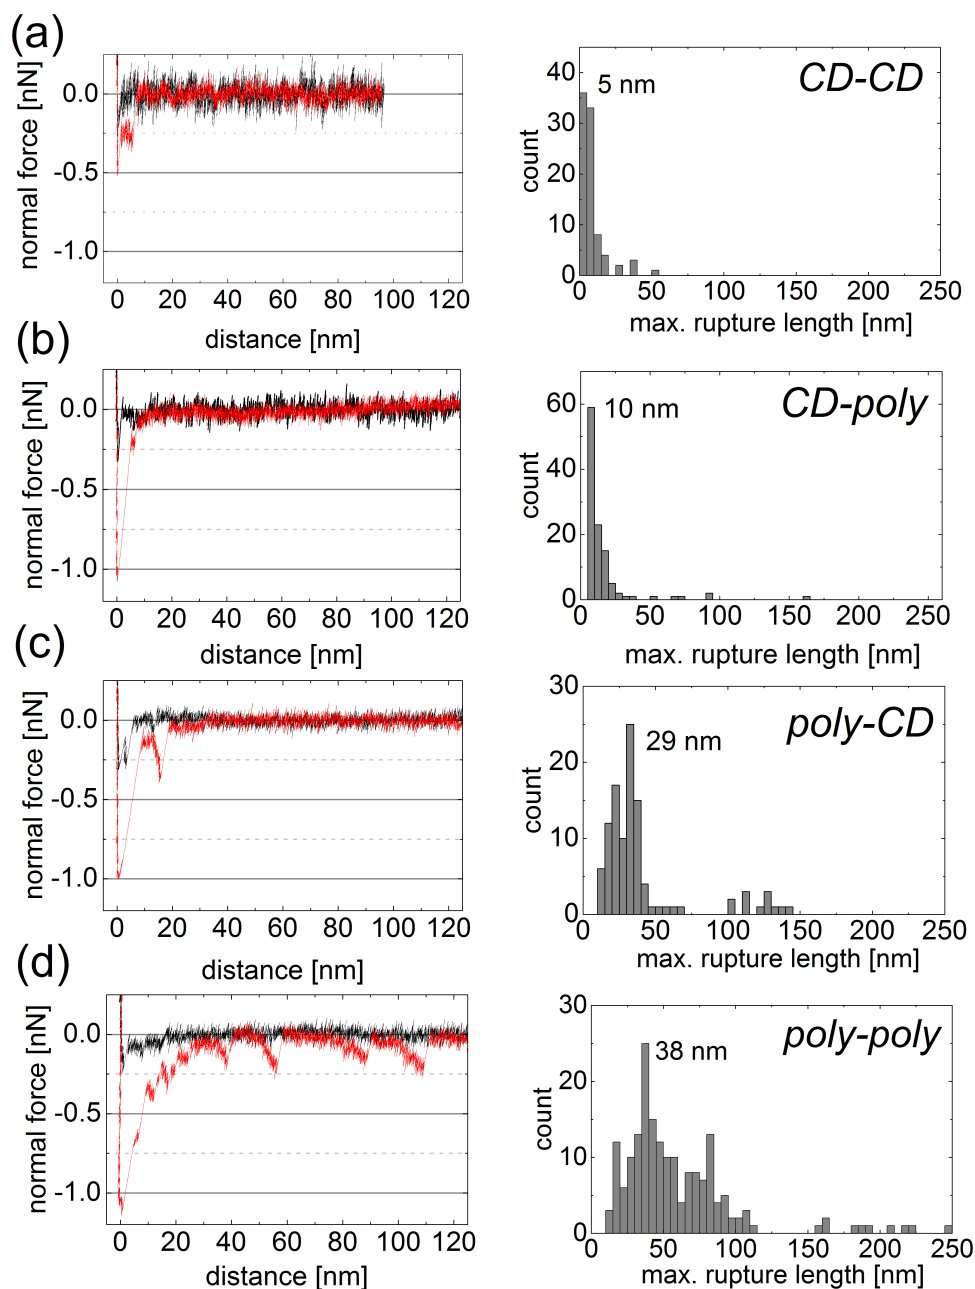 (a)
normal force [nN]
0.0
-0.5
-1.0
0 20 40 60 80 100 120
distance [nm]
count
40
30
20
10
0
5 nm
CD-CD
0 50 100 150 200 250
max. rupture length [nm]
(b)
normal force [nN]
0.0
-0.5
-1.0
0 20 40 60 80 100 120
distance [nm]
count
60
40
20
0
10 nm
CD-poly
0 50 100 150 200 250
max. rupture length [nm]
(c)
normal force [nN]
0.0
-0.5
-1.0
0 20 40 60 80 100 120
distance [nm]
count
30
20
10
0
29 nm
poly-CD
0 50 100 150 200 250
max. rupture length [nm]
(d)
normal force [nN]
0.0
-0.5
-1.0
0 20 40 60 80 100 120
distance [nm]
count
30
20
10
0
38 nm
poly-poly
0 50 100 150 200 250
max. rupture length [nm]